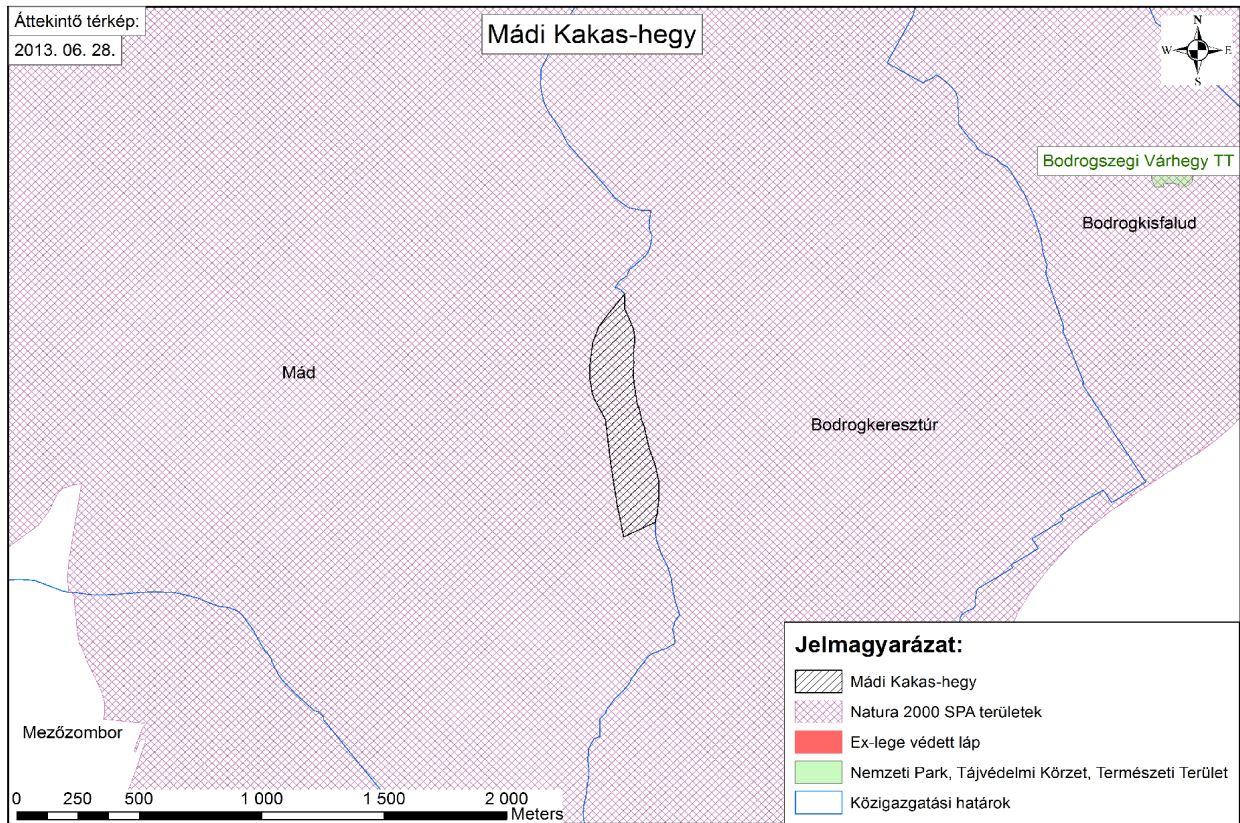 Áttekintő térkép:
2013. 06. 28.
Mádi Kakas-hegy
N
W E
S
Bodrogszegi Várhegy TT
Bodrogkisfalud
Mád
Bodrogkeresztúr
Mezőzombor
Jelmagyarázat:
Mádi Kakas-hegy
Natura 2000 SPA területek
Ex-lege védett láp
Nemzeti Park, Tájvédelmi Körzet, Természeti Terület
Közigazgatási határok
0 250 500 1 000 1 500 2 000
Meters